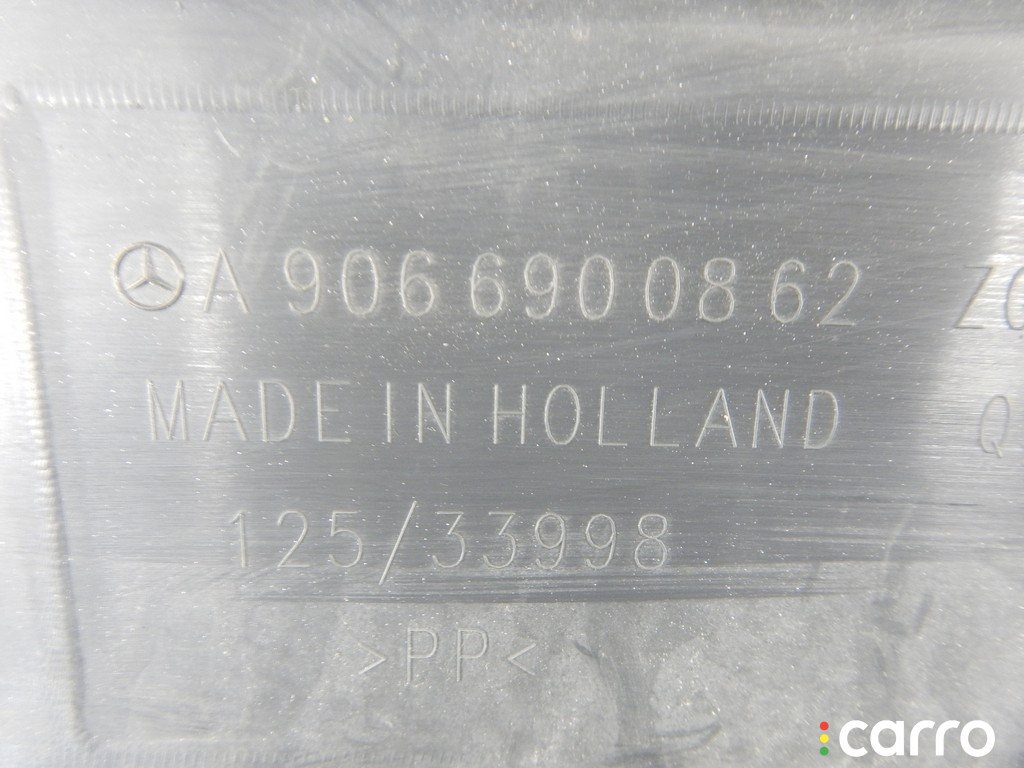 A 906 690 08 62
MADE IN HOLLAND
125/33998
>PP<
carro